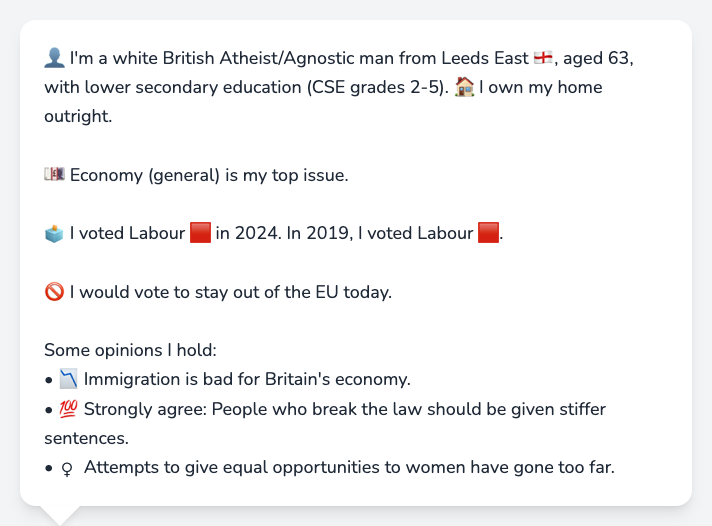 👤 I'm a white British Atheist/Agnostic man from Leeds East 🏴󠁧󠁢󠁥󠁮󠁧󠁿, aged 63,
with lower secondary education (CSE grades 2-5). 🏠 I own my home
outright.
💷 Economy (general) is my top issue.
🗳️ I voted Labour 🟥 in 2024. In 2019, I voted Labour 🟥.
🚫 I would vote to stay out of the EU today.
Some opinions I hold:
• 📉 Immigration is bad for Britain's economy.
• 💯 Strongly agree: People who break the law should be given stiffer
sentences.
• ♀ Attempts to give equal opportunities to women have gone too far.